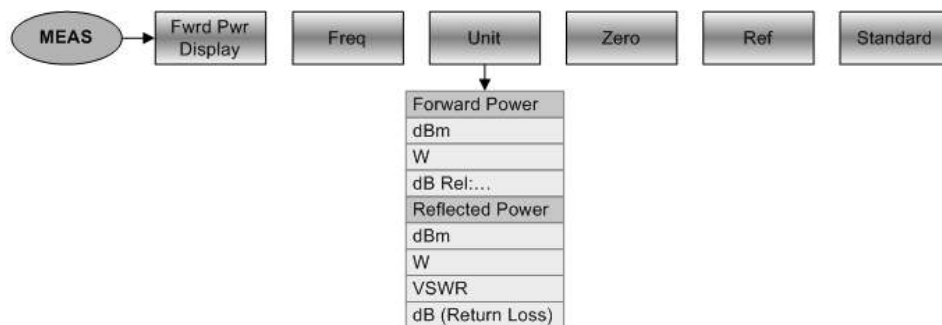 MEAS
Fwrd Pwr
Display
Freq
Unit
Zero
Ref
Standard
Forward Power
dBm
W
dB Rel:...
Reflected Power
dBm
W
VSWR
dB (Return Loss)